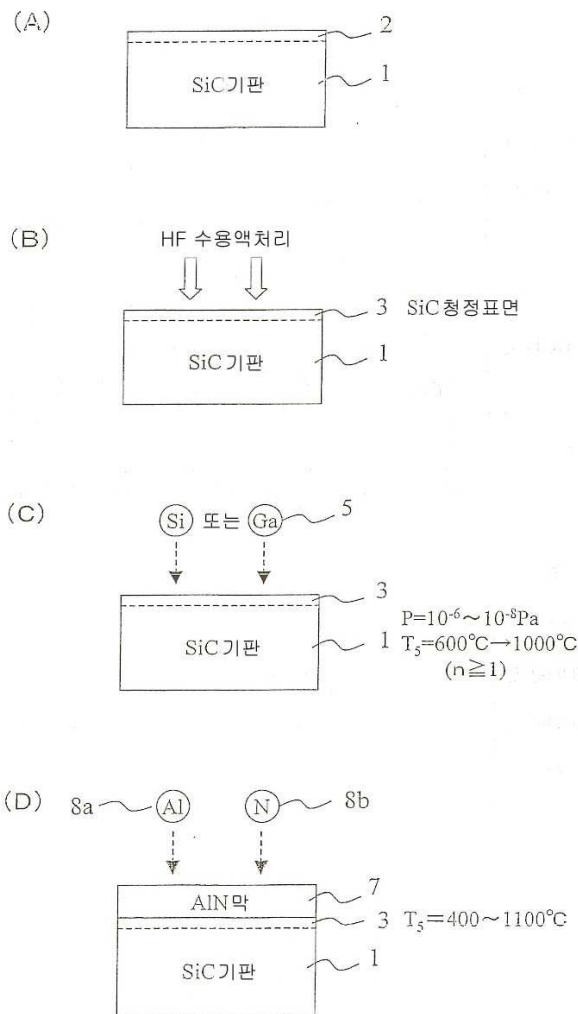 (A)
2
SiC기판
1
(B)
HF 수용액처리
3 SiC청정표면
SiC기판
1
(C)
Si 또는 Ga
5
3
P=10⁻⁶~10⁻⁸Pa
SiC기판
1 T₅=600℃→1000℃
(n≧1)
(D)
8a Al N 8b
AlN막
7
3 T₅=400~1100℃
SiC기판
1